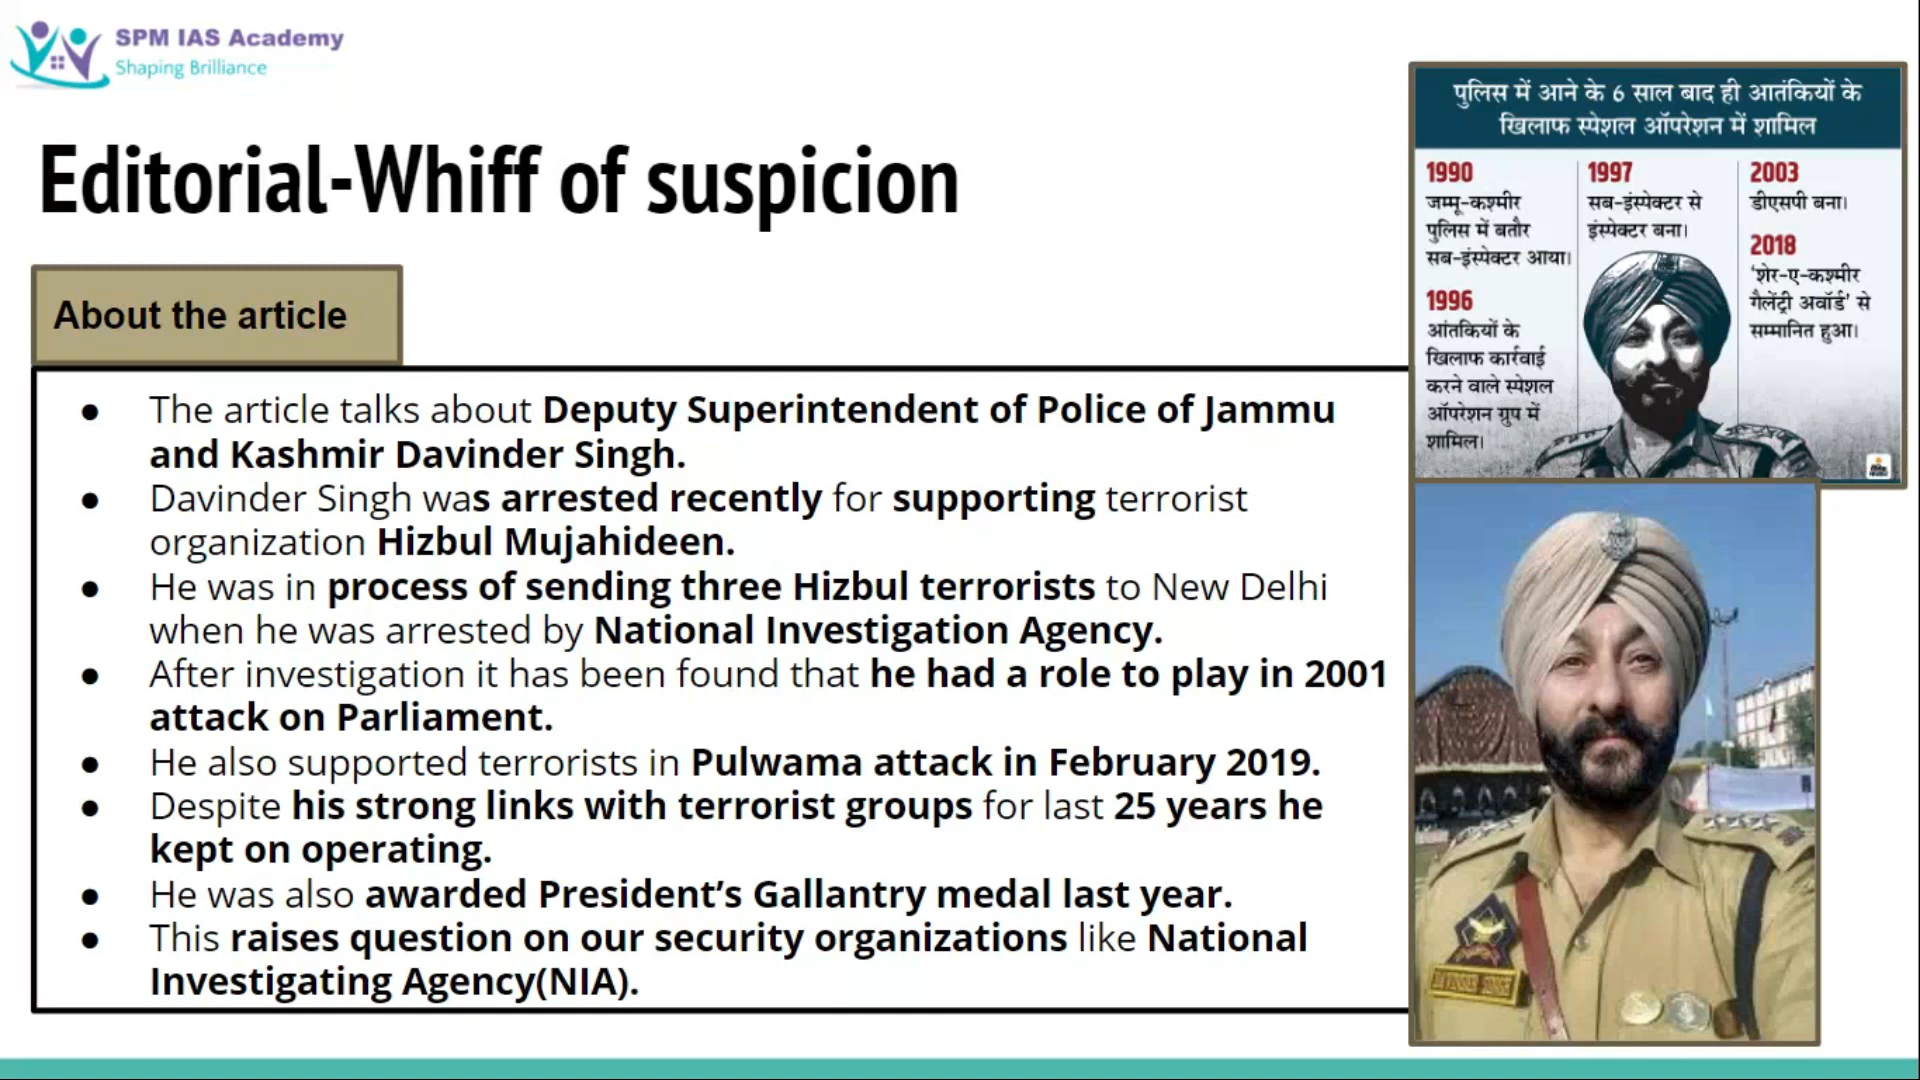 SPM IAS Academy
Shaping Brilliance
Editorial-Whiff of suspicion
About the article
● The article talks about Deputy Superintendent of Police of Jammu
and Kashmir Davinder Singh.
● Davinder Singh was arrested recently for supporting terrorist
organization Hizbul Mujahideen.
● He was in process of sending three Hizbul terrorists to New Delhi
when he was arrested by National Investigation Agency.
● After investigation it has been found that he had a role to play in 2001
attack on Parliament.
● He also supported terrorists in Pulwama attack in February 2019.
● Despite his strong links with terrorist groups for last 25 years he
kept on operating.
● He was also awarded President’s Gallantry medal last year.
● This raises question on our security organizations like National
Investigating Agency(NIA).
पुलिस में आने के 6 साल बाद ही आतंकियों के
खिलाफ स्पेशल ऑपरेशन में शामिल
1990
जम्मू-कश्मीर
पुलिस में बतौर
सब-इंस्पेक्टर आया।
1996
आंतकियों के
खिलाफ कार्रवाई
करने वाले स्पेशल
ऑपरेशन ग्रुप में
शामिल।
1997
सब-इंस्पेक्टर से
इंस्पेक्टर बना।
2003
डीएसपी बना।
2018
'शेर-ए-कश्मीर
गैलेंट्री अवॉर्ड' से
सम्मानित हुआ।